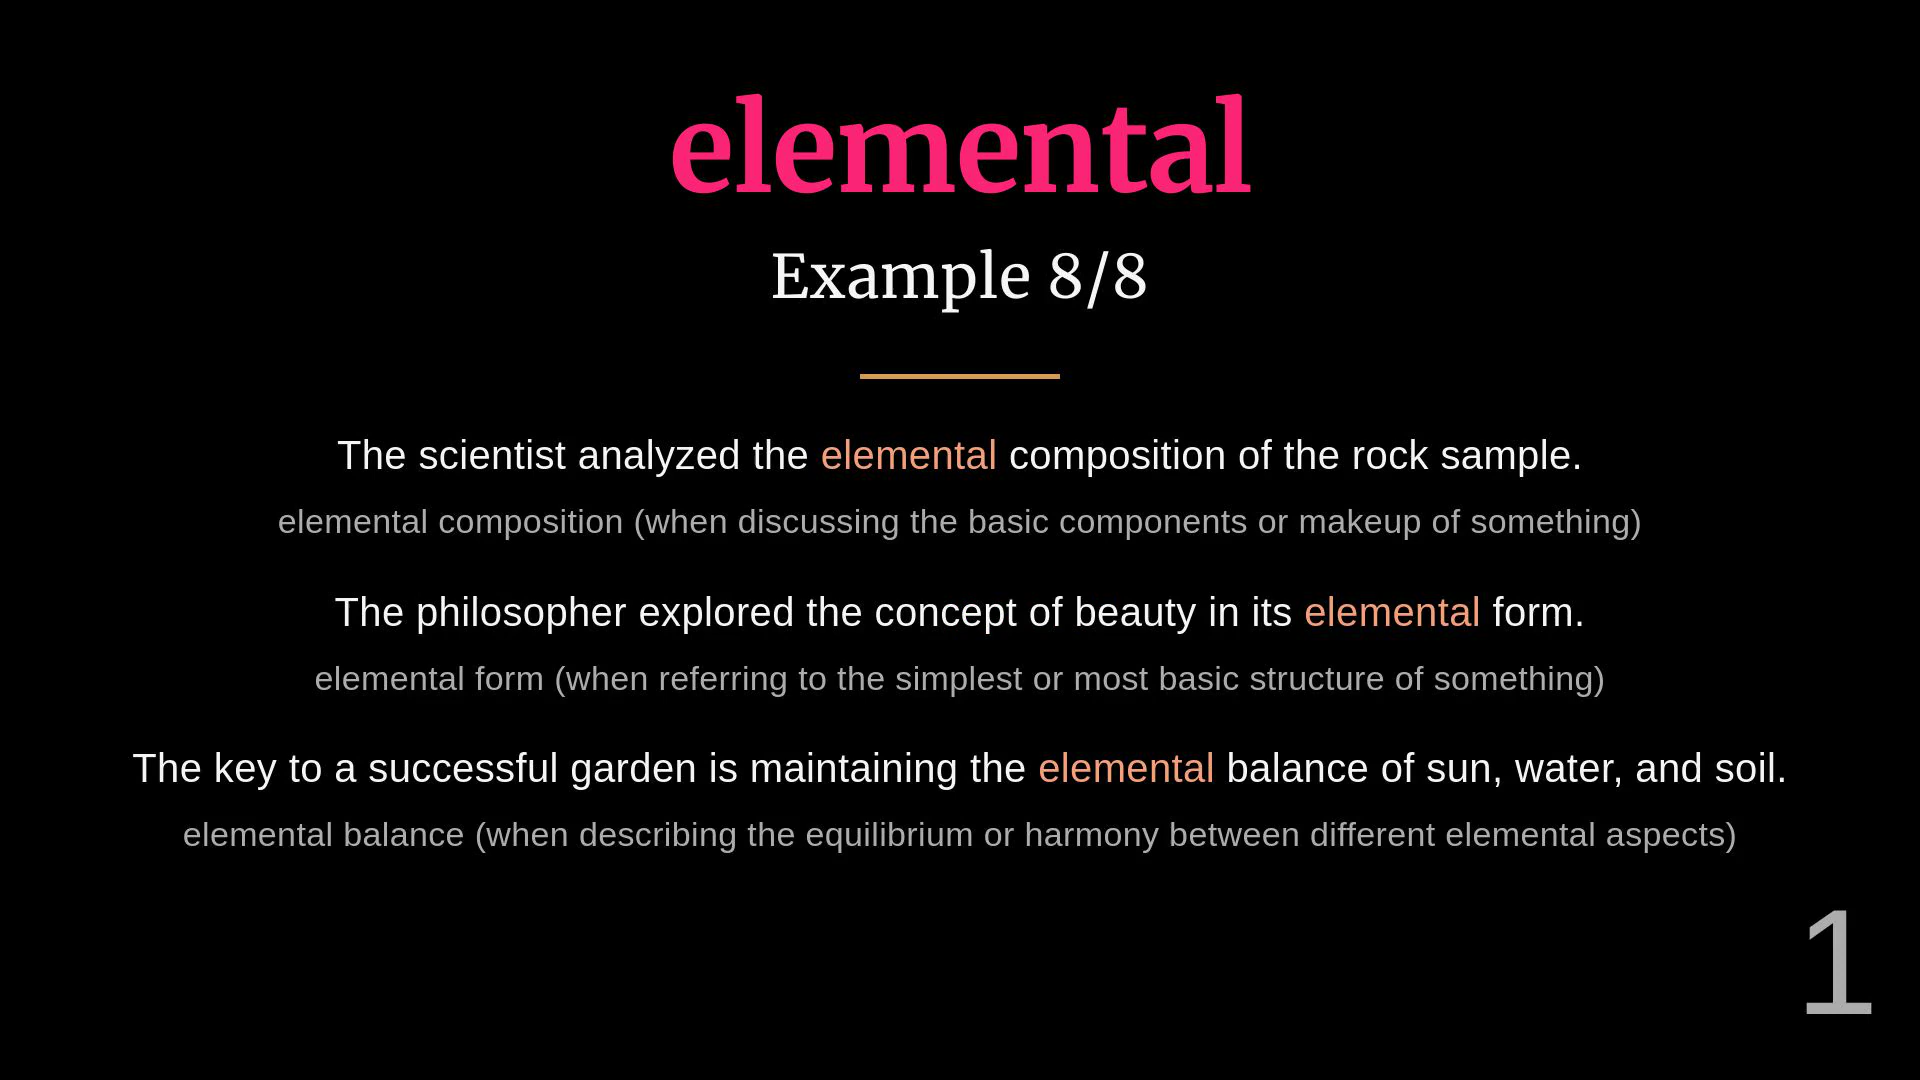 elemental
Example 8/8
The scientist analyzed the elemental composition of the rock sample.
elemental composition (when discussing the basic components or makeup of something)
The philosopher explored the concept of beauty in its elemental form.
elemental form (when referring to the simplest or most basic structure of something)
The key to a successful garden is maintaining the elemental balance of sun, water, and soil.
elemental balance (when describing the equilibrium or harmony between different elemental aspects)
1